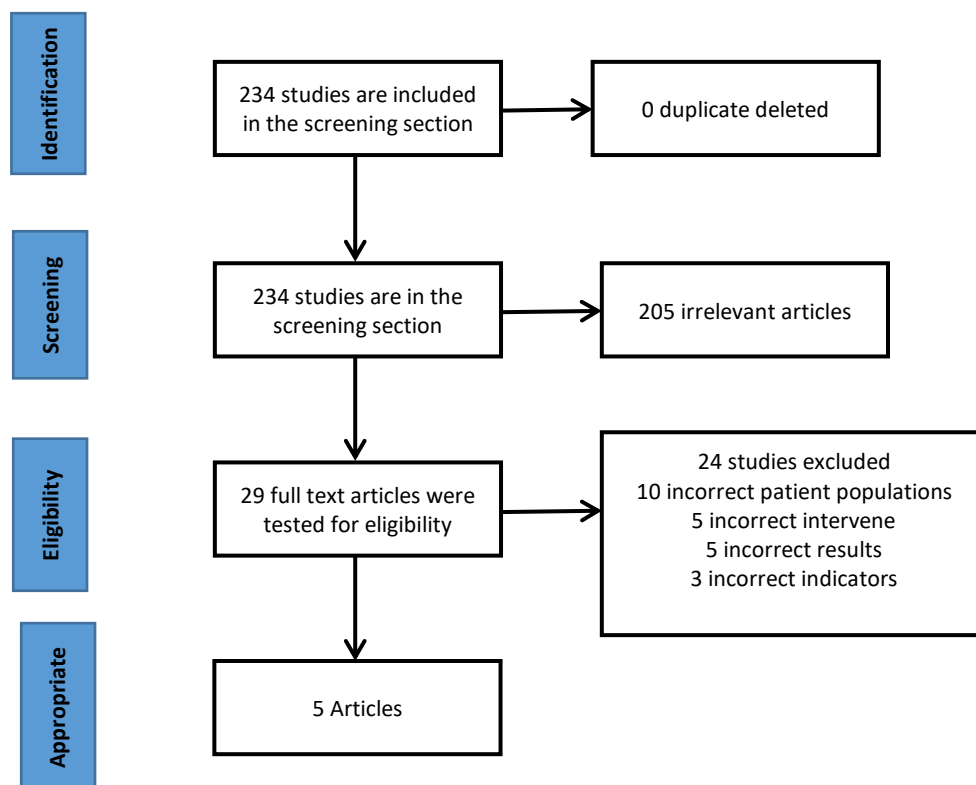 Identification
234 studies are included
in the screening section
0 duplicate deleted
Screening
234 studies are in the
screening section
205 irrelevant articles
Eligibility
29 full text articles were
tested for eligibility
24 studies excluded
10 incorrect patient populations
5 incorrect intervene
5 incorrect results
3 incorrect indicators
Appropriate
5 Articles